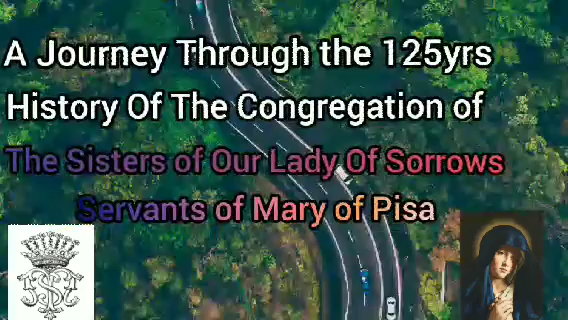 A Journey Through the 125yrs
History Of The Congregation of
The Sisters of Our Lady Of Sorrows
Servants of Mary of Pisa